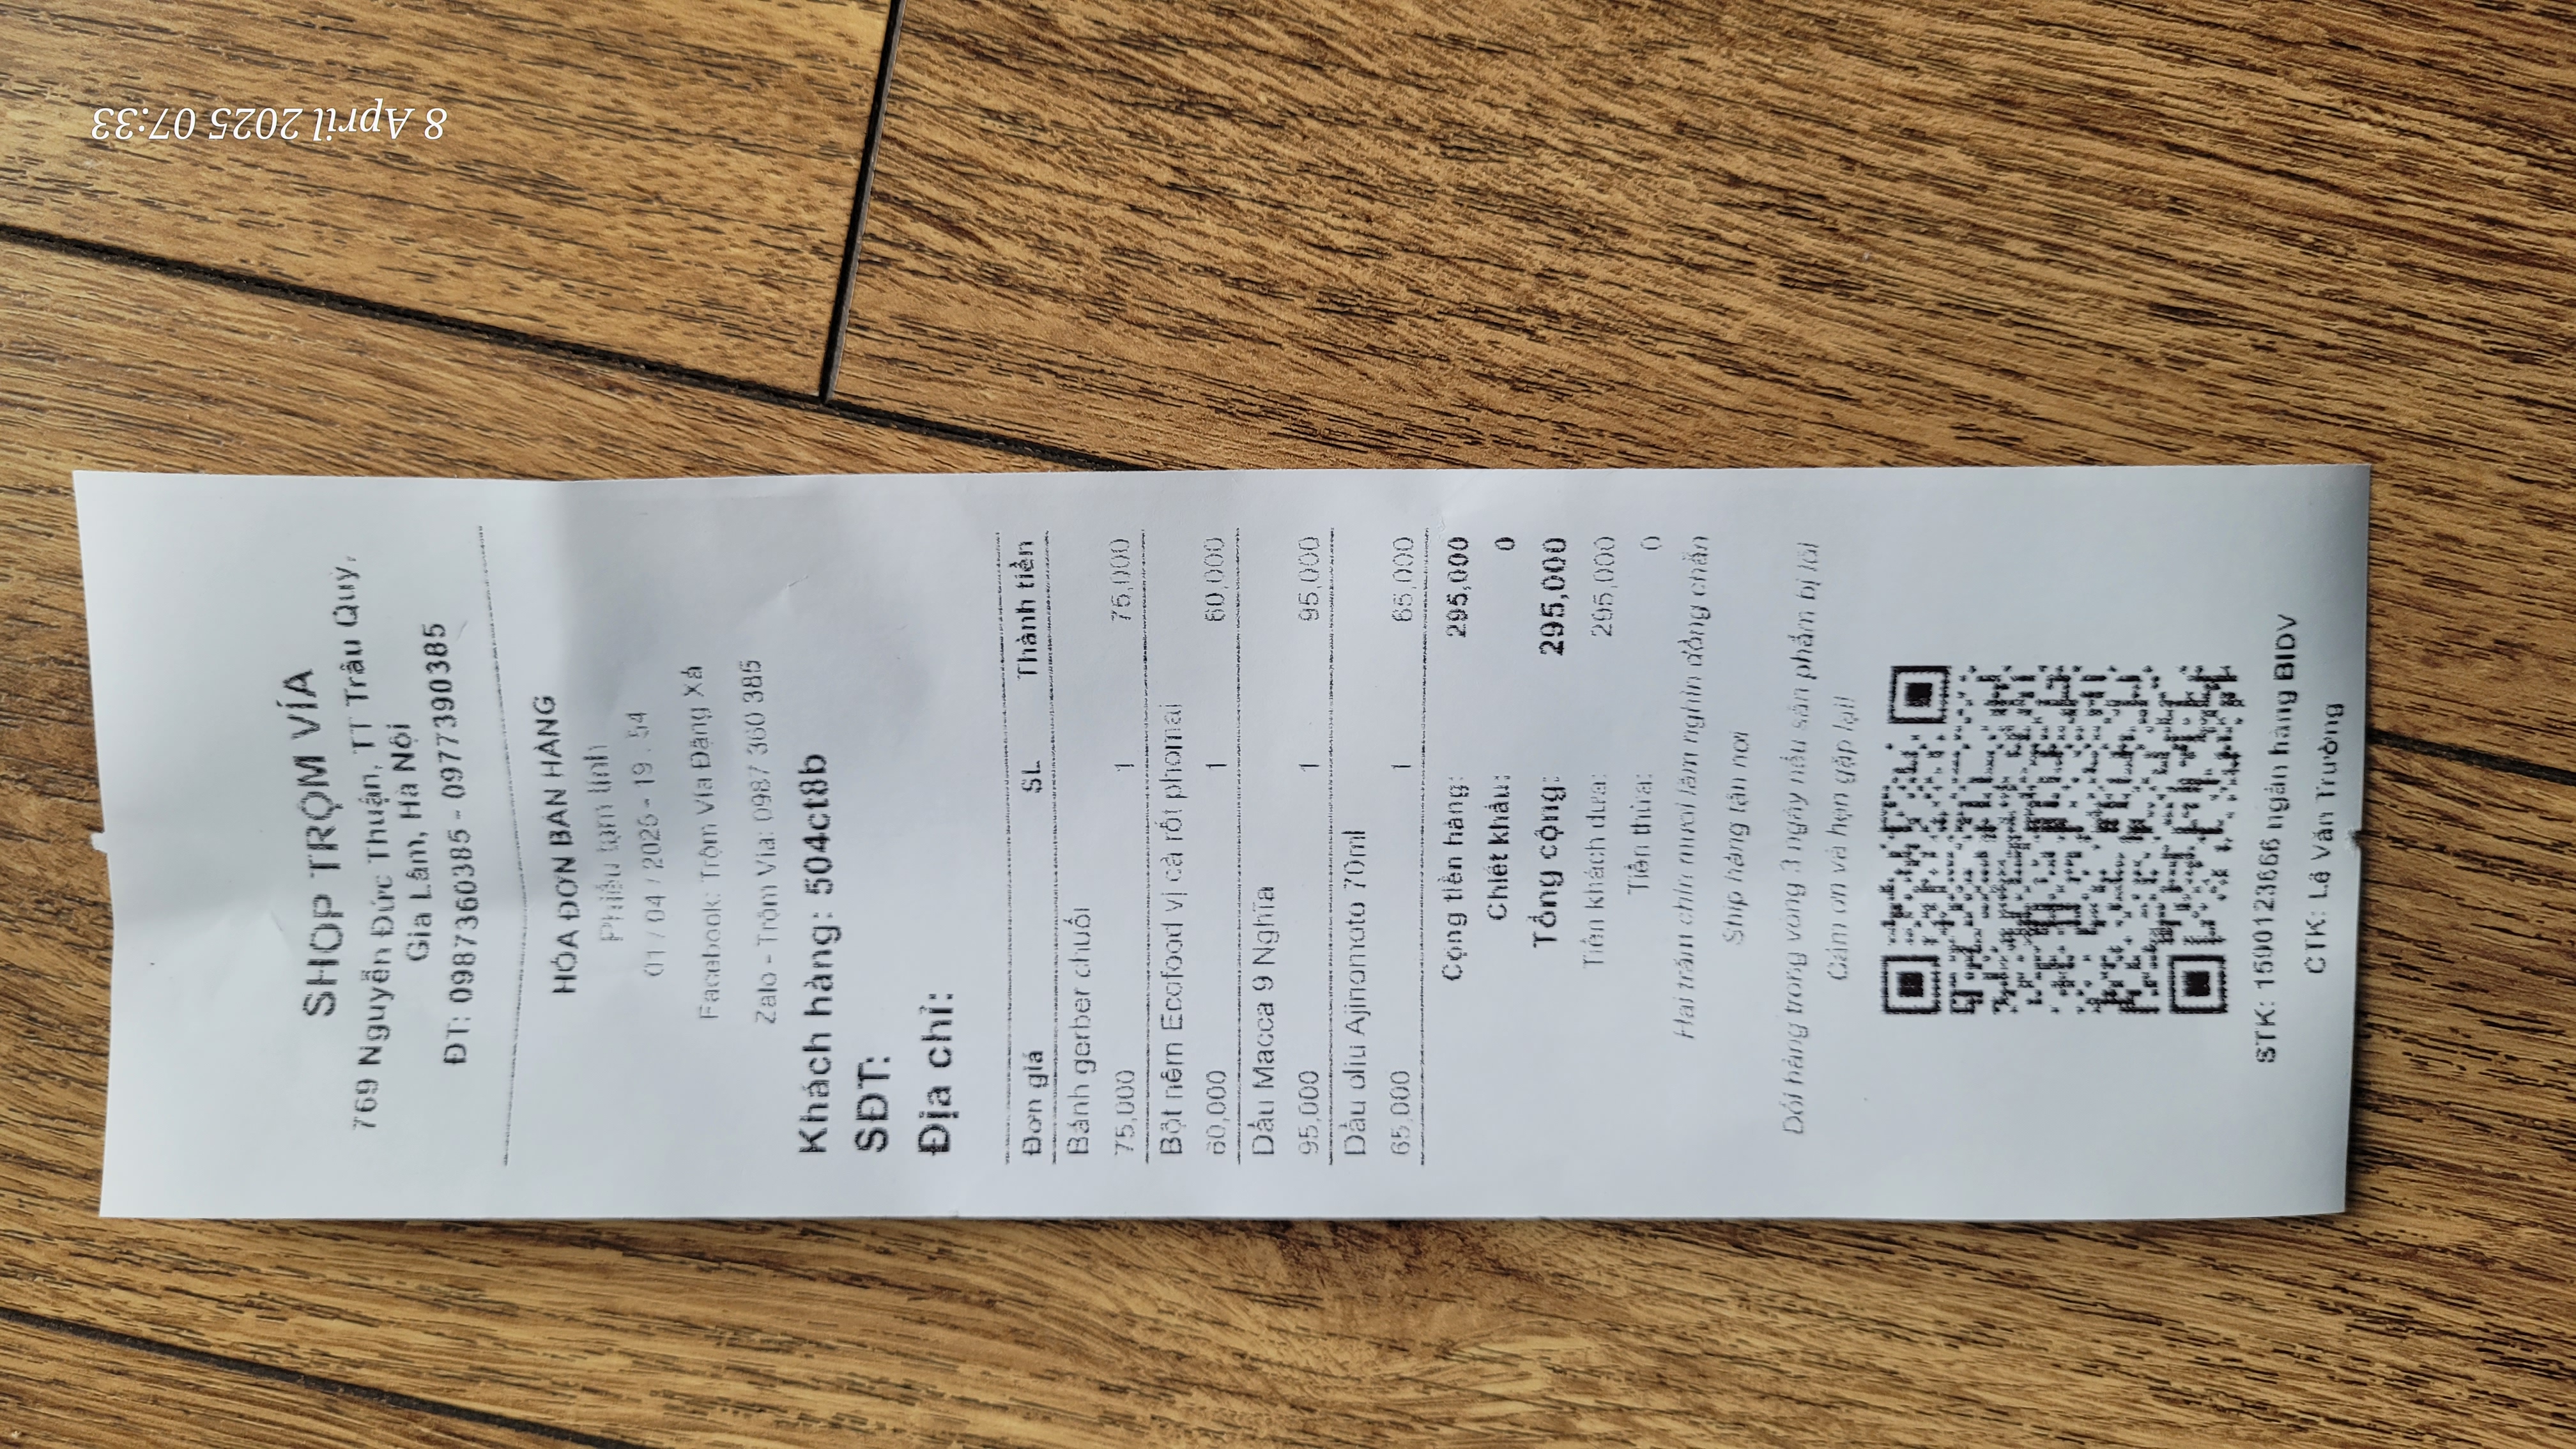 SHOP TRỘM VÍA
769 Nguyễn Đức Thuận, TT Trâu Quỳ,
Gia Lâm, Hà Nội
ĐT: 0987360385 - 0977390385
HÓA ĐƠN BÁN HÀNG
Phiếu tạm tính
01 / 04 / 2025 - 19 : 54
Facebook: Trộm Vía Đặng Xá
Zalo - Trộm Vía: 0987 360 385
Khách hàng : 504ct8b
SĐT:
Địa chỉ:
Đơn giá SL Thành tiền
Bánh gerber chuối
75,000 1 75,000
Bột nêm Ecofood vị cà rốt phomai
60,000 1 60,000
Dầu Macca 9 Nghĩa
95,000 1 95,000
Dầu oliu Ajinomoto 70ml
65,000 1 65,000
Cộng tiền hàng: 295,000
Chiết khấu: 0
Tổng cộng: 295,000
Tiền khách đưa: 295,000
Tiền thừa: 0
Hai trăm chín mươi lăm nghìn đồng chẵn
Ship hàng tận nơi
Đổi hàng trong vòng 3 ngày nếu sản phẩm bị lỗi
Cảm ơn và hẹn gặp lại!
STK: 1500123666 ngân hàng BIDV
CTK: Lê Văn Trưởng
8 April 2025 07:33